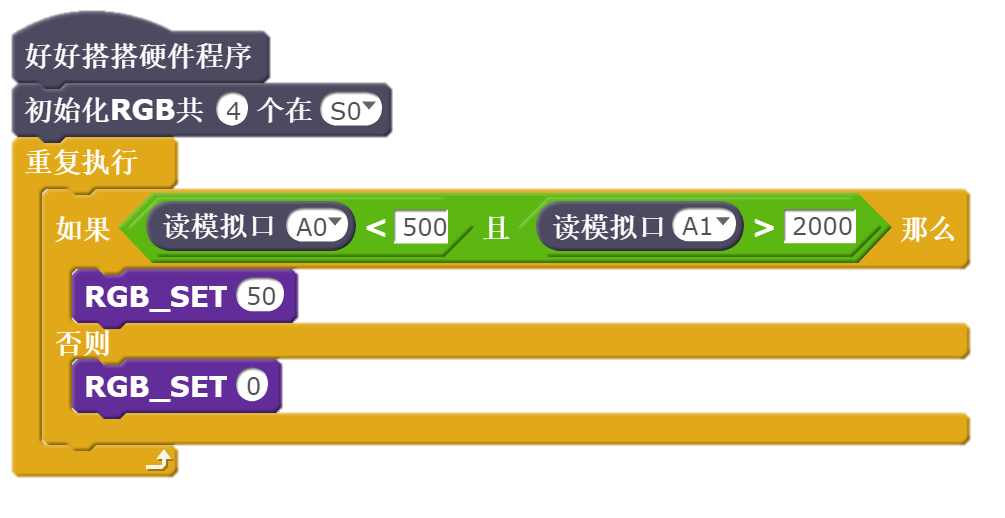 好好搭搭硬件程序
初始化RGB共 4 个在 S0
重复执行
如果 读模拟口 A0 < 500 且 读模拟口 A1 > 2000 那么
RGB_SET 50
否则
RGB_SET 0